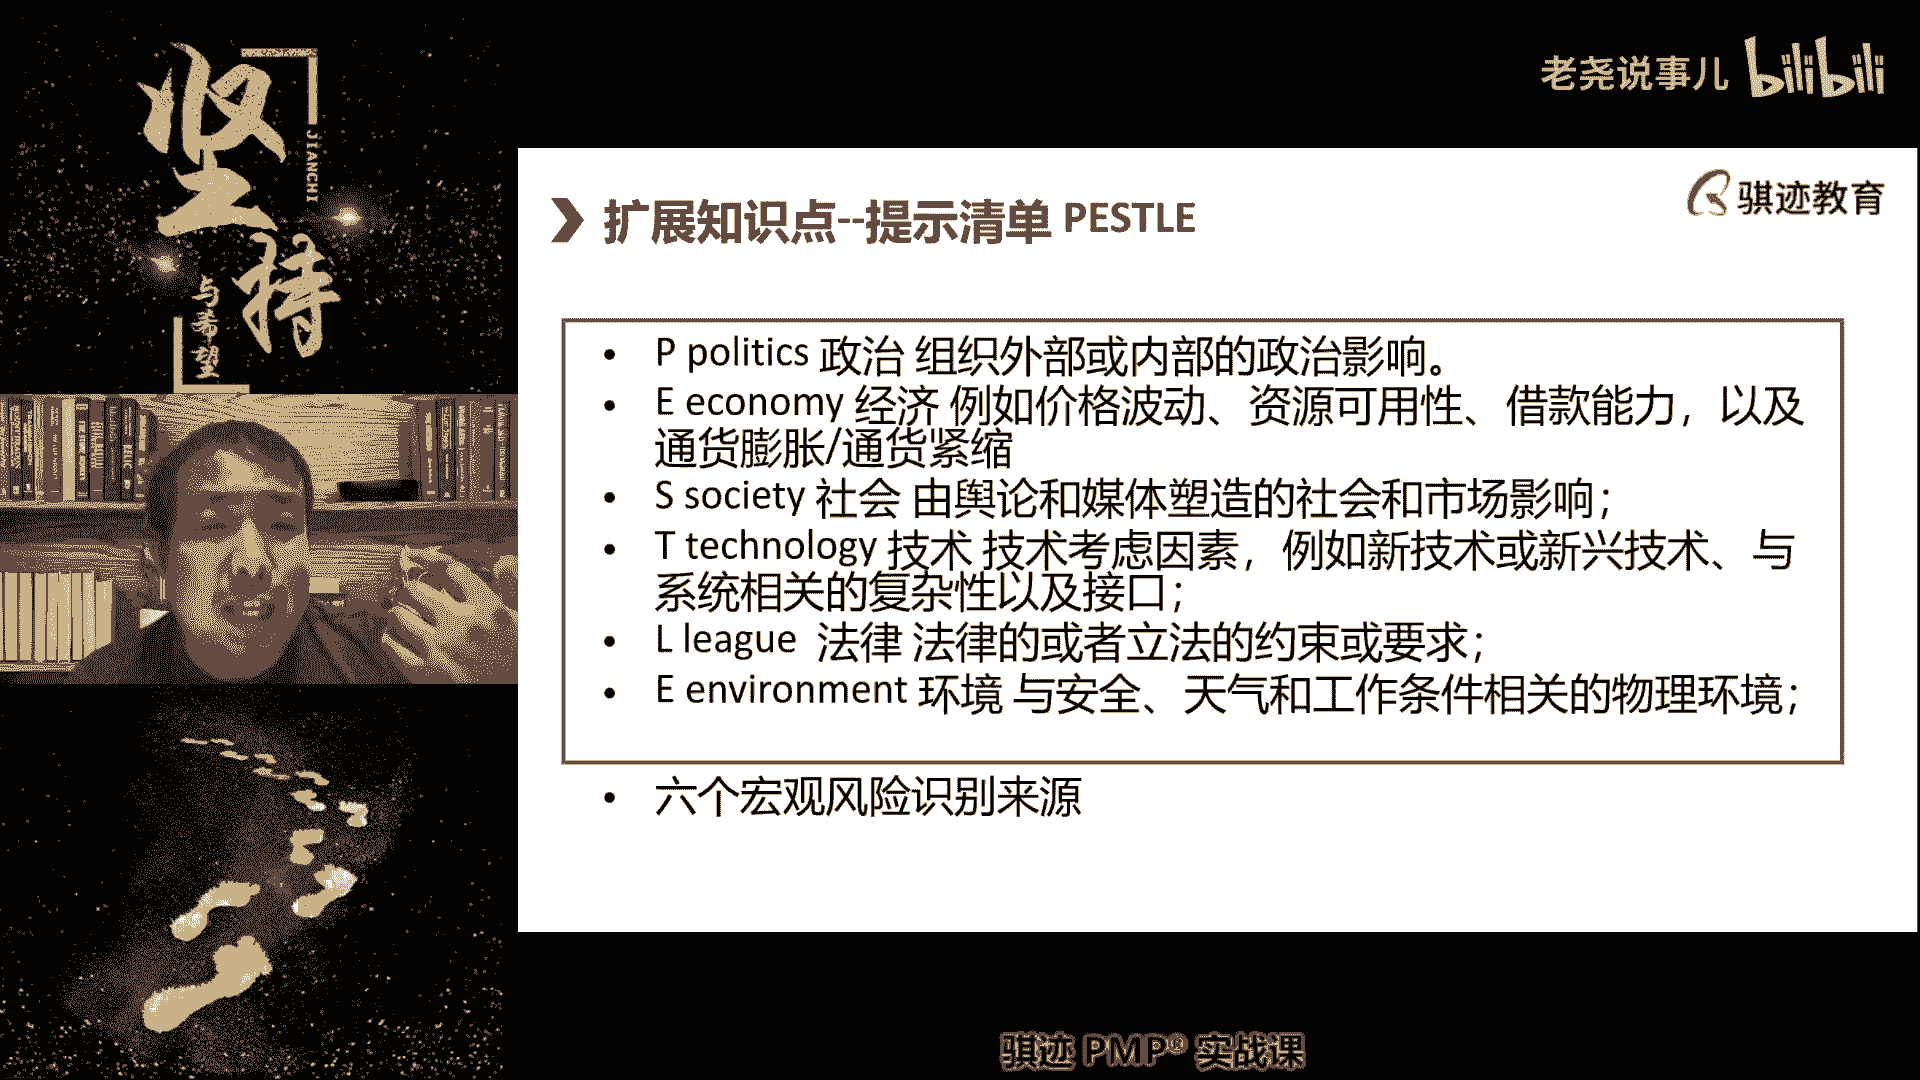 坚
持
JIANCHI
与希望
老尧说事儿 bilibili
骐迹教育
扩展知识点--提示清单 PESTLE
• P politics 政治 组织外部或内部的政治影响。
• E economy 经济 例如价格波动、资源可用性、借款能力，以及
通货膨胀/通货紧缩
• S society 社会 由舆论和媒体塑造的社会和市场影响；
• T technology 技术 技术考虑因素，例如新技术或新兴技术、与
系统相关的复杂性以及接口；
• L league 法律 法律的或者立法的约束或要求；
• E environment 环境 与安全、天气和工作条件相关的物理环境；
• 六个宏观风险识别来源
骐迹 PMP® 实战课